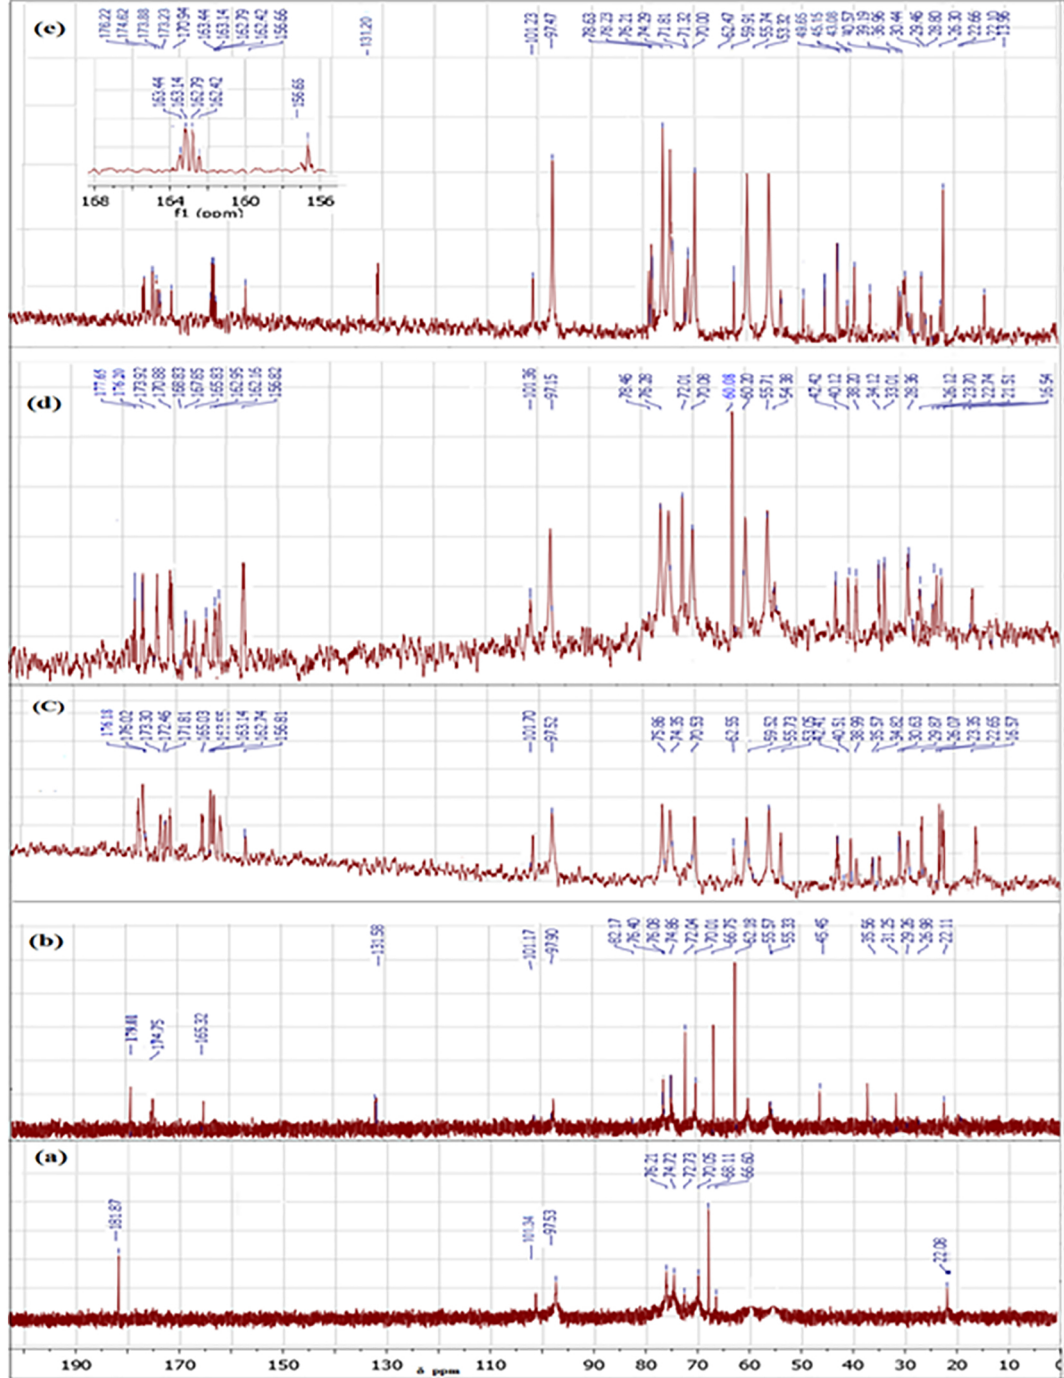 (e)
176.22 174.62 173.88 173.23 170.94 163.44 163.14 162.79 162.42 156.66
131.20
101.23 97.47
78.63 78.23 76.21 74.29 71.81 71.32 70.00 62.47 59.91 55.74 53.32 49.65 45.15 43.08 40.57 39.19 36.96 30.44 29.46 28.80 26.30 22.66 22.10 13.96
163.44 163.14 162.79 162.42 156.66
168 164 160 156
f1 (ppm)
(d)
177.65 176.20 173.92 170.88 168.83 167.85 165.83 162.95 162.16 156.82
101.36 97.15
78.46 76.28 72.01 70.08 60.20 55.71 54.38 42.42 40.12 38.20 34.12 33.01 28.36 26.12 23.70 22.74 21.51 16.54
(C)
176.18 176.02 173.30 172.46 171.81 165.03 163.14 162.74 156.81
101.70 97.52
75.86 74.35 70.53 62.55 59.52 55.73 53.05 42.41 40.51 38.99 35.57 34.82 30.63 29.87 26.07 23.35 22.65 16.57
(b)
179.81 174.75 165.32
131.58
101.17 97.90
82.17 76.40 76.08 74.86 72.04 70.01 66.75 62.18 55.57 55.33 45.45 35.56 31.25 29.26 26.98 22.11
(a)
181.87
101.34 97.53
76.21 74.72 72.73 70.05 68.11 66.60
22.08
190 170 150 130 110 90 80 70 60 50 40 30 20 10 0
δ ppm